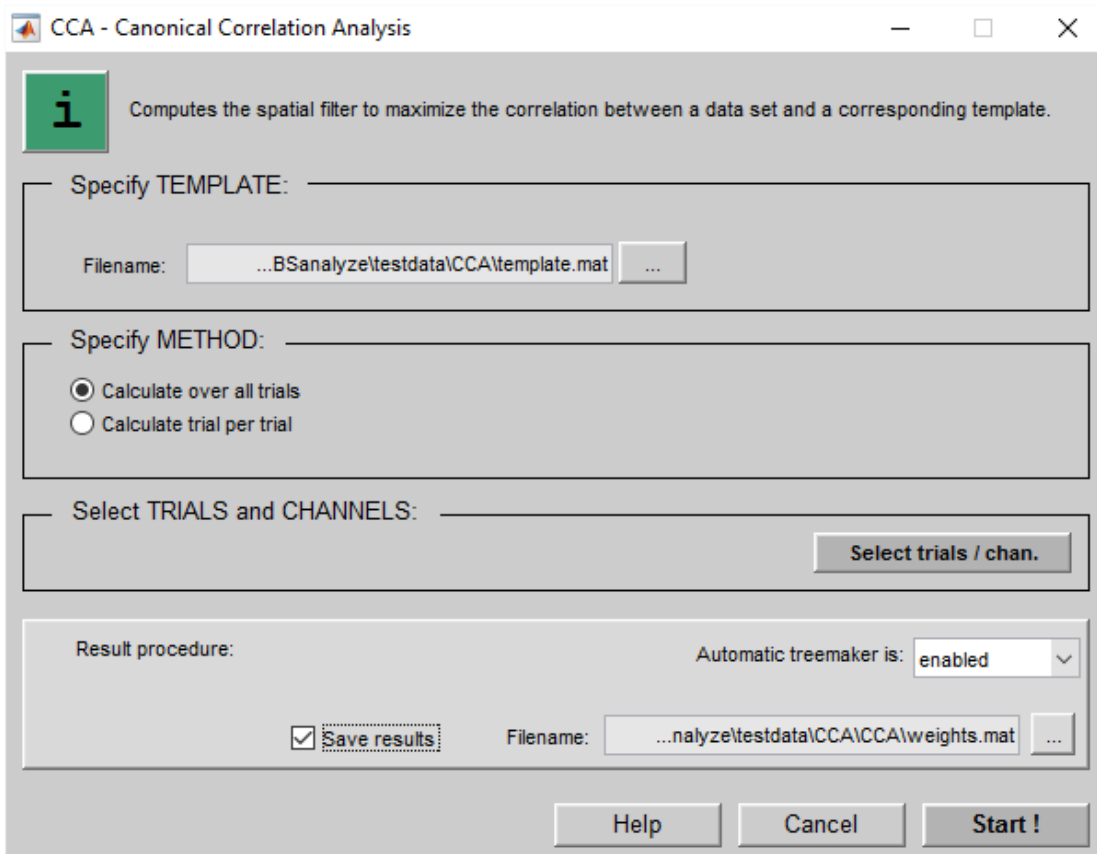 CCA - Canonical Correlation Analysis
i
Computes the spatial filter to maximize the correlation between a data set and a corresponding template.
Specify TEMPLATE:
Filename: ...BSanalyze\testdata\CCA\template.mat ...
Specify METHOD:
Calculate over all trials
Calculate trial per trial
Select TRIALS and CHANNELS:
Select trials / chan.
Result procedure:
Automatic treemaker is: enabled
Save results Filename: ...nalyze\testdata\CCA\CCA\weights.mat ...
Help Cancel Start !